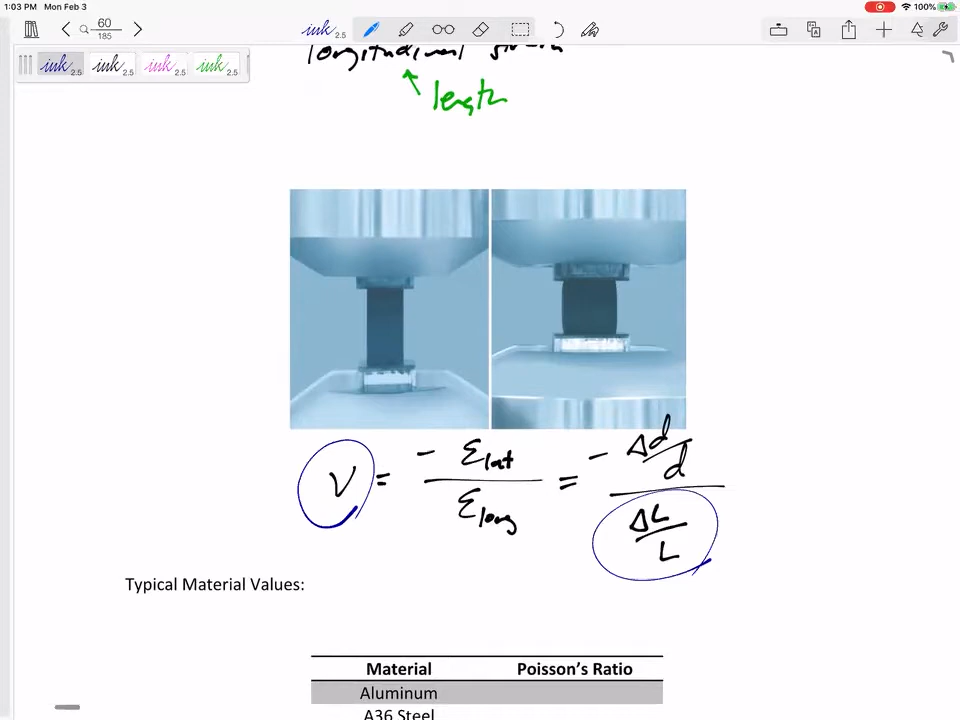 1:03 PM Mon Feb 3
100%
60
185
ink 2.5
ink 2.5
ink 2.5
ink 2.5
ink 2.5
longitudinal strain
length
ν = - ε lat / ε long = - Δd/d / ΔL/L
Typical Material Values:
Material Poisson's Ratio
Aluminum
A36 Steel